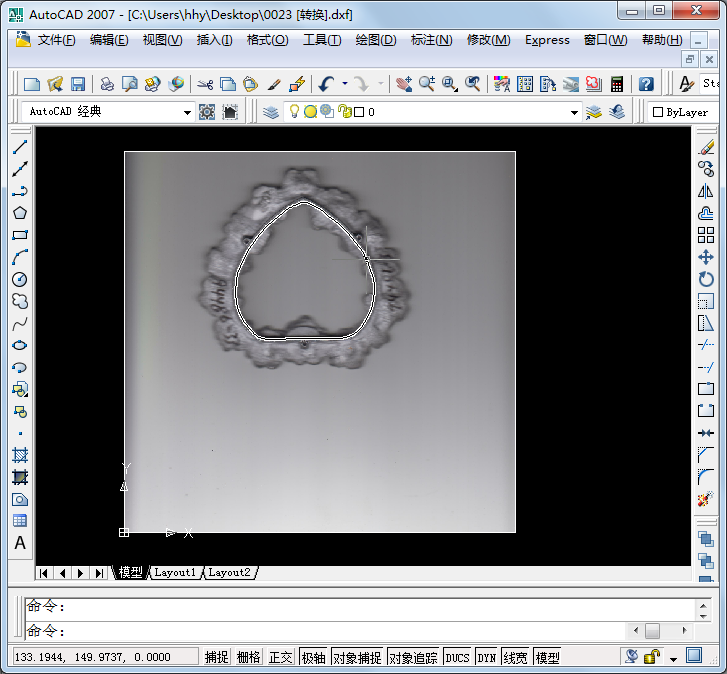 AutoCAD 2007 - [C:\Users\hhy\Desktop\0023 [转换].dxf]
文件(F) 编辑(E) 视图(V) 插入(I) 格式(O) 工具(T) 绘图(D) 标注(N) 修改(M) Express 窗口(W) 帮助(H)
A Sta
AutoCAD 经典 0 ByLayer
A
Y
X
模型 Layout1 Layout2
命令:
命令:
133.1944, 149.9737, 0.0000 捕捉 栅格 正交 极轴 对象捕捉 对象追踪 DUCS DYN 线宽 模型